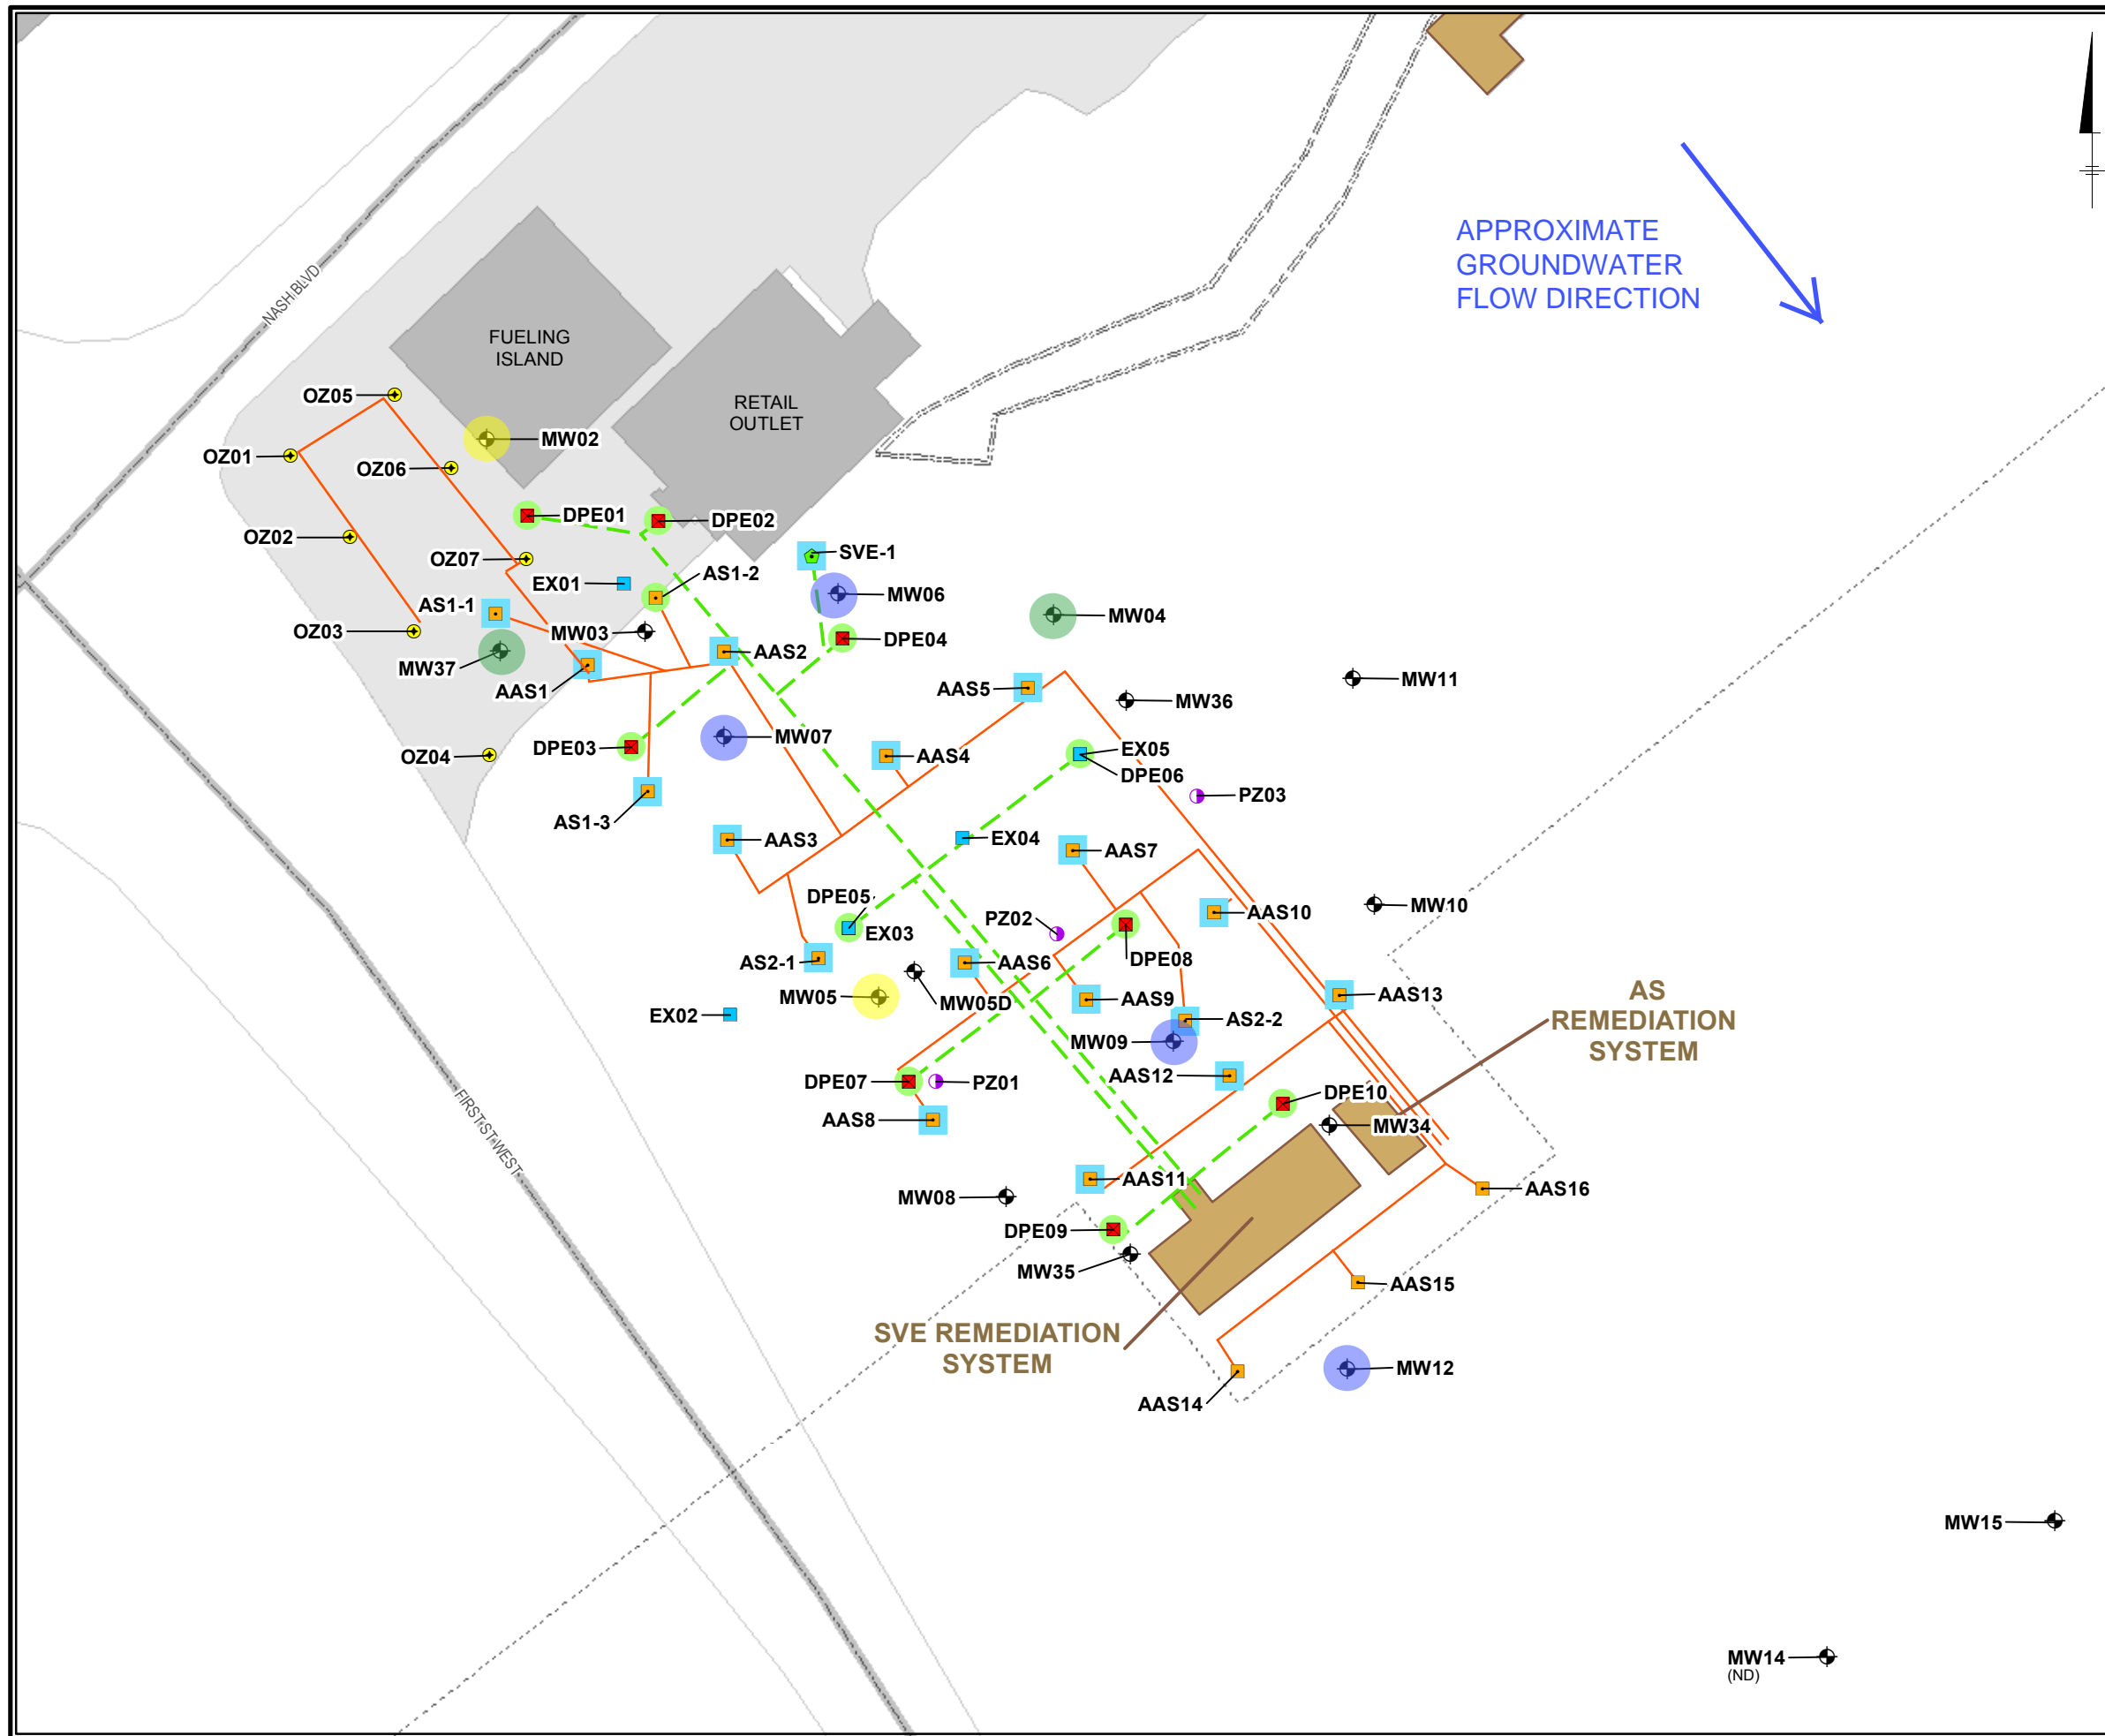 APPROXIMATE
GROUNDWATER
FLOW DIRECTION
NASH BLVD
FUELING
ISLAND
RETAIL
OUTLET
OZ05
MW02
OZ01
OZ06
DPE01
DPE02
OZ02
SVE-1
OZ07
AS1-2
EX01
MW06
AS1-1
MW04
OZ03
MW03
DPE04
AAS2
MW37
AAS1
MW11
AAS5
MW36
MW07
DPE03
EX05
OZ04
AAS4
DPE06
PZ03
AS1-3
AAS3
EX04
AAS7
DPE05
MW10
AAS10
PZ02
EX03
DPE08
AS2-1
AAS6
AS
REMEDIATION
SYSTEM
MW05
MW05D
AAS9
AAS13
EX02
AS2-2
MW09
AAS12
DPE07
PZ01
DPE10
AAS8
MW34
FIRST ST WEST
AAS11
MW08
AAS16
DPE09
MW35
AAS15
SVE REMEDIATION
SYSTEM
MW12
AAS14
MW15
MW14
(ND)